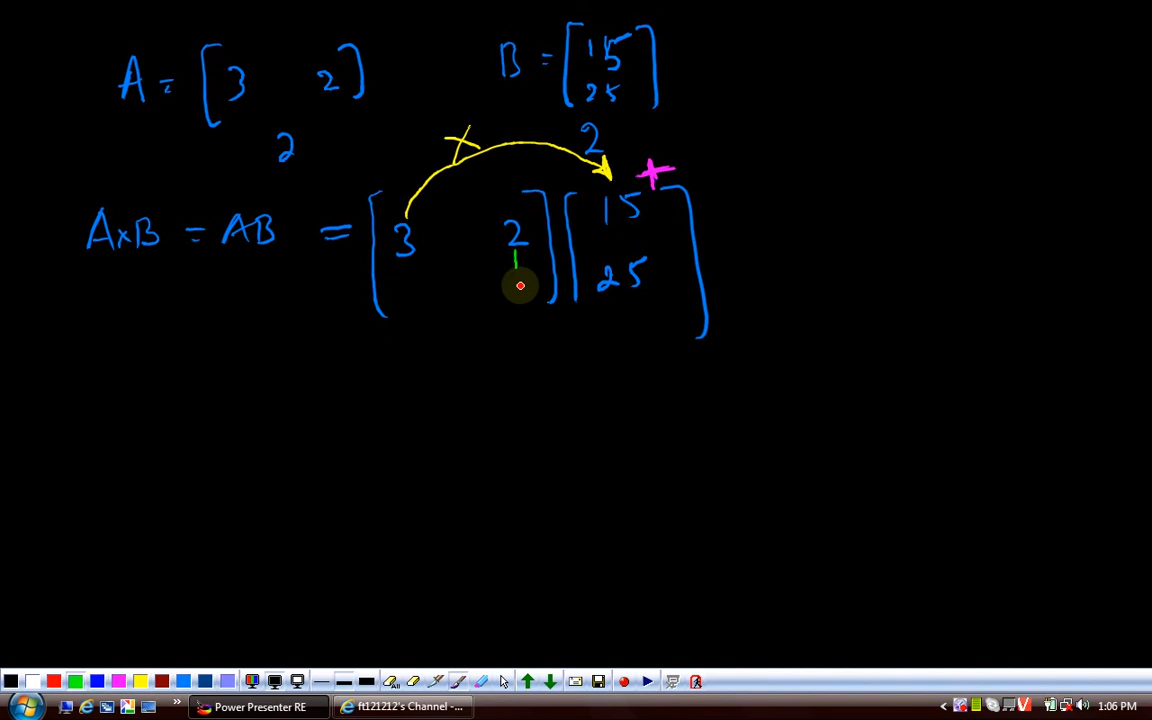 A = [ 3 2 ] B = [ 15
25 ]
2 2
× +
A×B = AB = [ 3 2 ] [ 15
25 ]
All
Power Presenter RE ft121212's Channel -... 1:06 PM